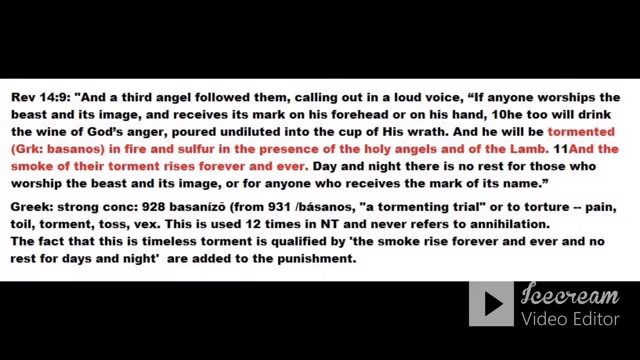 Rev 14:9: "And a third angel followed them, calling out in a loud voice, “If anyone worships the
beast and its image, and receives its mark on his forehead or on his hand, 10he too will drink
the wine of God’s anger, poured undiluted into the cup of His wrath. And he will be tormented
(Grk: basanos) in fire and sulfur in the presence of the holy angels and of the Lamb. 11And the
smoke of their torment rises forever and ever. Day and night there is no rest for those who
worship the beast and its image, or for anyone who receives the mark of its name.”
Greek: strong conc: 928 basanízō (from 931 /básanos, "a tormenting trial" or to torture -- pain,
toil, torment, toss, vex. This is used 12 times in NT and never refers to annihilation.
The fact that this is timeless torment is qualified by 'the smoke rise forever and ever and no
rest for days and night' are added to the punishment.
Icecream
Video Editor